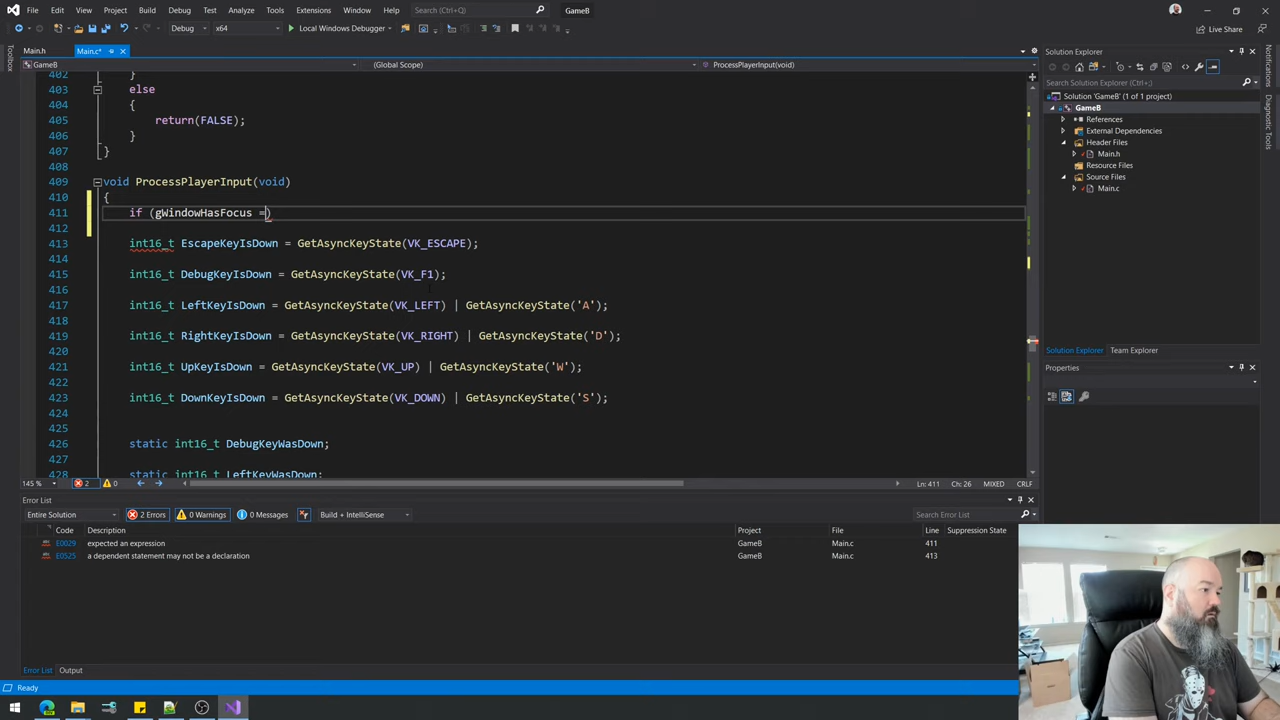 File Edit View Git Project Build Debug Test Analyze Tools Extensions Window Help Search (Ctrl+Q) GameB
Debug x64 Local Windows Debugger Live Share
Main.h Main.c*
GameB (Global Scope) ProcessPlayerInput(void)
402 }
403 else
404 {
405 return(FALSE);
406 }
407 }
408
409 void ProcessPlayerInput(void)
410 {
411 if (gWindowHasFocus =)
412
413 int16_t EscapeKeyIsDown = GetAsyncKeyState(VK_ESCAPE);
414
415 int16_t DebugKeyIsDown = GetAsyncKeyState(VK_F1);
416
417 int16_t LeftKeyIsDown = GetAsyncKeyState(VK_LEFT) | GetAsyncKeyState('A');
418
419 int16_t RightKeyIsDown = GetAsyncKeyState(VK_RIGHT) | GetAsyncKeyState('D');
420
421 int16_t UpKeyIsDown = GetAsyncKeyState(VK_UP) | GetAsyncKeyState('W');
422
423 int16_t DownKeyIsDown = GetAsyncKeyState(VK_DOWN) | GetAsyncKeyState('S');
424
425
426 static int16_t DebugKeyWasDown;
427
428 static int16_t LeftKeyWasDown;
145 % 2 0 Ln: 411 Ch: 26 MIXED CRLF
Error List
Entire Solution 2 Errors 0 Warnings 0 Messages Build + IntelliSense Search Error List
Code Description Project File Line Suppression State
E0029 expected an expression GameB Main.c 411
E0525 a dependent statement may not be a declaration GameB Main.c 413
Error List Output
Ready
Toolbox
Solution Explorer
Search Solution Explorer (Ctrl+;)
Solution 'GameB' (1 of 1 project)
GameB
References
External Dependencies
Header Files
Main.h
Resource Files
Source Files
Main.c
Solution Explorer Team Explorer
Properties
Notifications
Diagnostic Tools